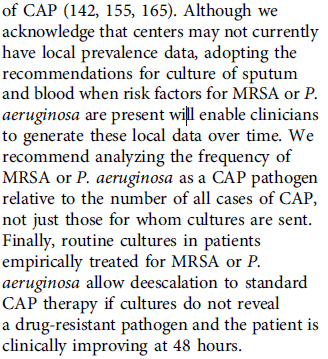 of CAP (142, 155, 165). Although we
acknowledge that centers may not currently
have local prevalence data, adopting the
recommendations for culture of sputum
and blood when risk factors for MRSA or P.
aeruginosa are present will enable clinicians
to generate these local data over time. We
recommend analyzing the frequency of
MRSA or P. aeruginosa as a CAP pathogen
relative to the number of all cases of CAP,
not just those for whom cultures are sent.
Finally, routine cultures in patients
empirically treated for MRSA or P.
aeruginosa allow deescalation to standard
CAP therapy if cultures do not reveal
a drug-resistant pathogen and the patient is
clinically improving at 48 hours.